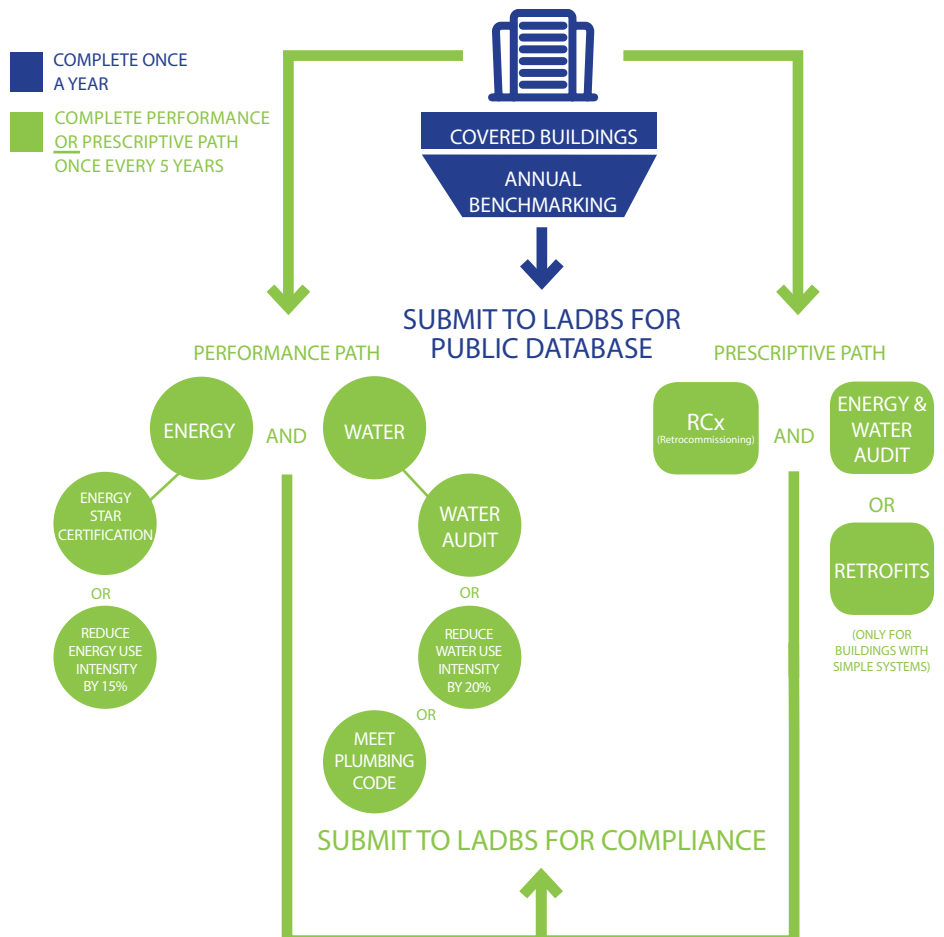 COMPLETE ONCE
A YEAR
COMPLETE PERFORMANCE
OR PRESCRIPTIVE PATH
ONCE EVERY 5 YEARS
COVERED BUILDINGS
ANNUAL
BENCHMARKING
SUBMIT TO LADBS FOR
PUBLIC DATABASE
PERFORMANCE PATH
ENERGY
AND
WATER
ENERGY
STAR
CERTIFICATION
OR
REDUCE
ENERGY USE
INTENSITY
BY 15%
WATER
AUDIT
OR
REDUCE
WATER USE
INTENSITY
BY 20%
OR
MEET
PLUMBING
CODE
PRESCRIPTIVE PATH
RCx
(Retrocommissioning)
AND
ENERGY &
WATER
AUDIT
OR
RETROFITS
(ONLY FOR
BUILDINGS WITH
SIMPLE SYSTEMS)
SUBMIT TO LADBS FOR COMPLIANCE